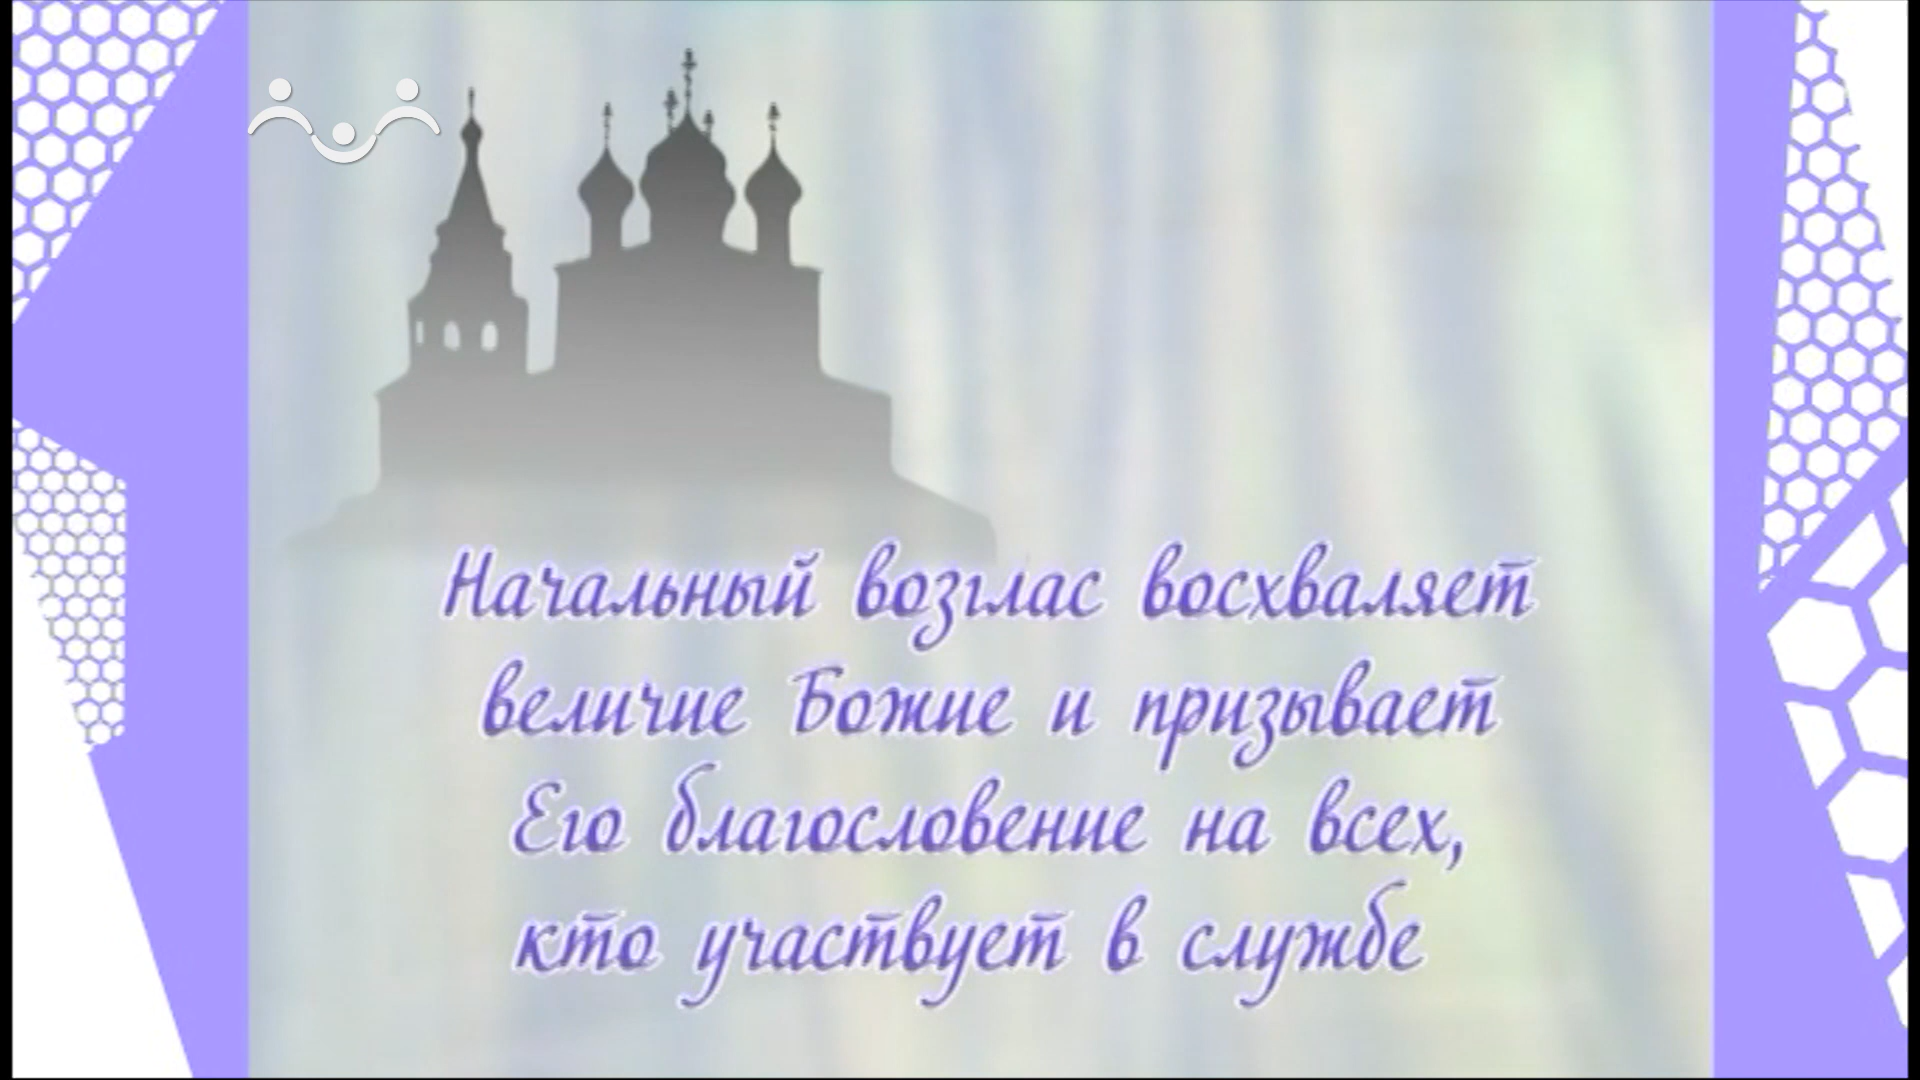 Начальный возглас восхваляет
величие Божие и призывает
Его благословение на всех,
кто участвует в службе